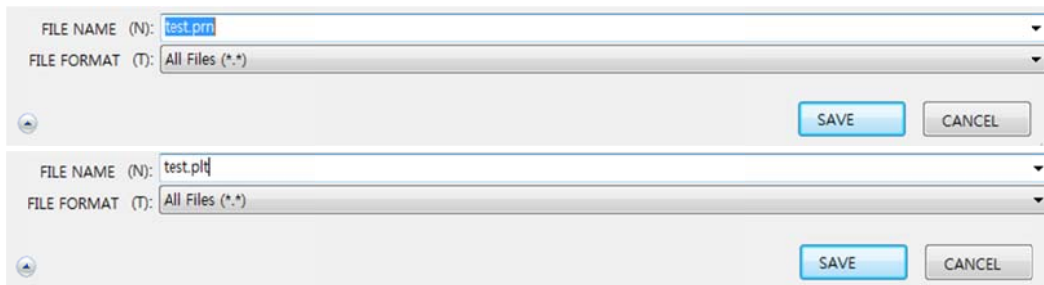 FILE NAME (N): test.prn
FILE FORMAT (T): All Files (*.*)
SAVE CANCEL
FILE NAME (N): test.plt
FILE FORMAT (T): All Files (*.*)
SAVE CANCEL